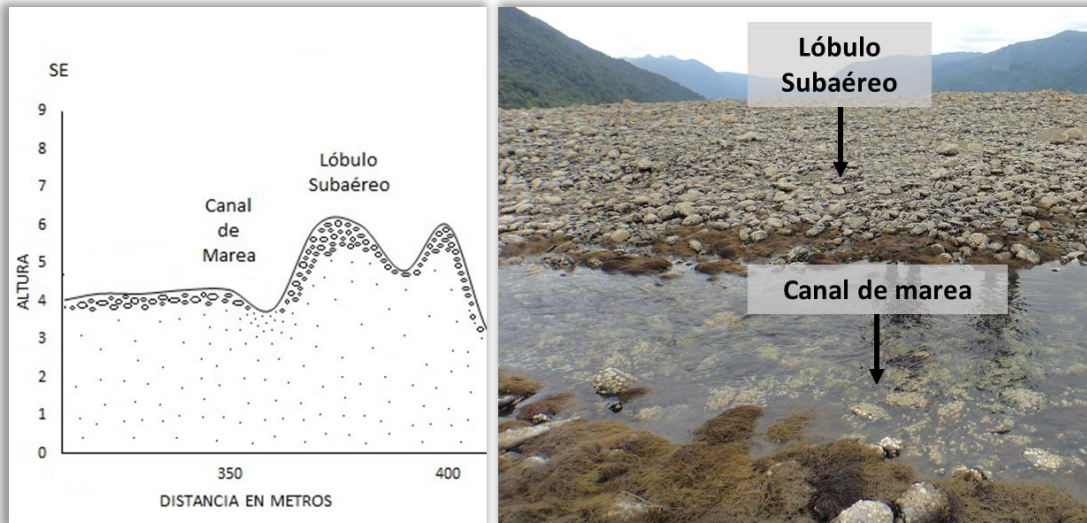 SE
9
8
7
6
5
4
3
2
1
0
ALTURA
Lóbulo
Subaéreo
Canal
de
Marea
350
400
DISTANCIA EN METROS
Lóbulo
Subaéreo
Canal de marea